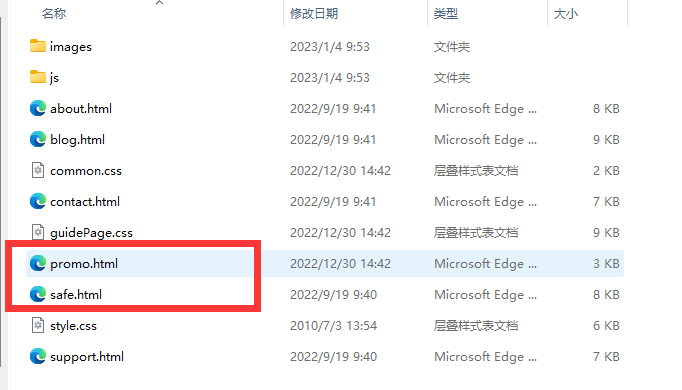 名称 修改日期 类型 大小
images 2023/1/4 9:53 文件夹
js 2023/1/4 9:53 文件夹
about.html 2022/9/19 9:41 Microsoft Edge ... 8 KB
blog.html 2022/9/19 9:41 Microsoft Edge ... 9 KB
common.css 2022/12/30 14:42 层叠样式表文档 2 KB
contact.html 2022/9/19 9:41 Microsoft Edge ... 7 KB
guidePage.css 2022/12/30 14:42 层叠样式表文档 9 KB
promo.html 2022/12/30 14:42 Microsoft Edge ... 3 KB
safe.html 2022/9/19 9:40 Microsoft Edge ... 8 KB
style.css 2010/7/3 13:54 层叠样式表文档 6 KB
support.html 2022/9/19 9:40 Microsoft Edge ... 7 KB